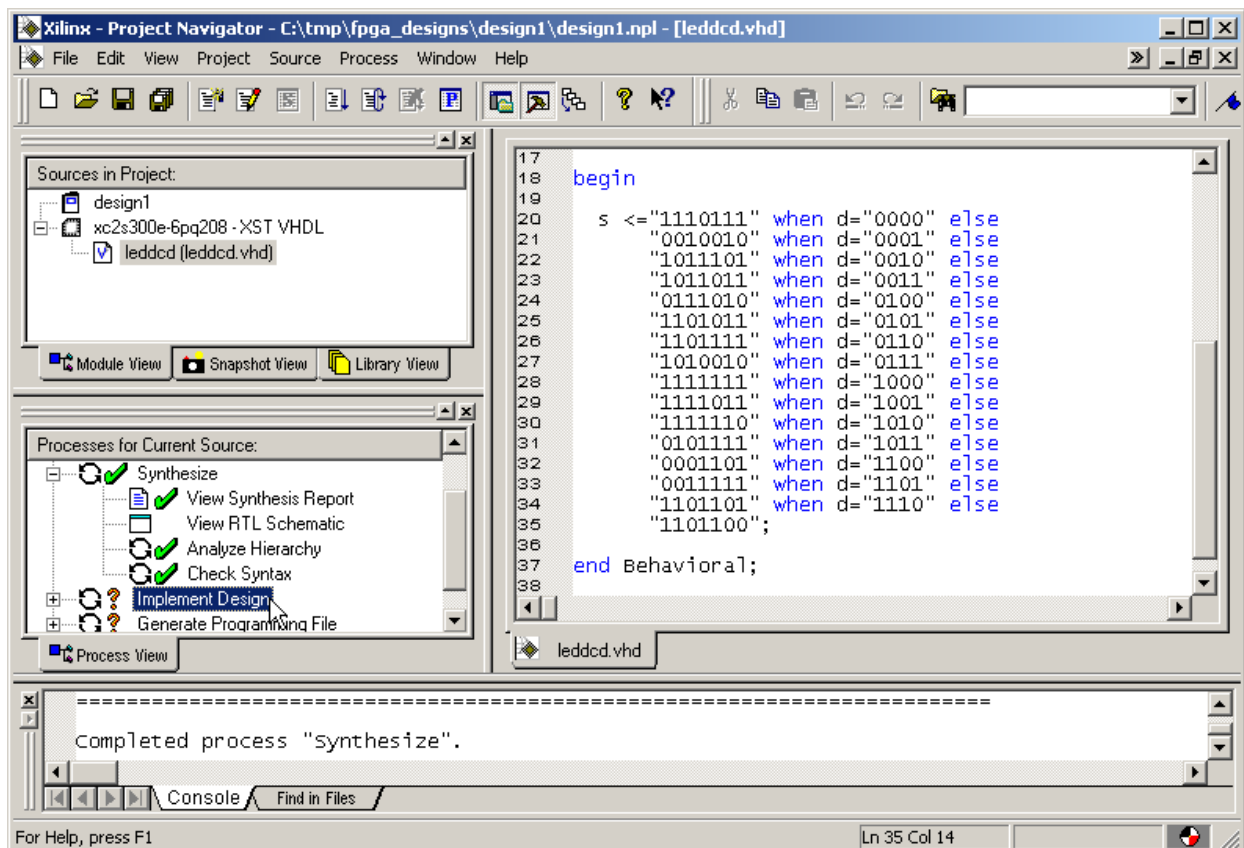 Xilinx - Project Navigator - C:\tmp\fpga_designs\design1\design1.npl - [leddcd.vhd]
File Edit View Project Source Process Window Help
Sources in Project:
design1
xc2s300e-6pq208 - XST VHDL
leddcd (leddcd.vhd)
Module View Snapshot View Library View
Processes for Current Source:
Synthesize
View Synthesis Report
View RTL Schematic
Analyze Hierarchy
Check Syntax
Implement Design
Generate Programming File
Process View
17
18 begin
19
20 s <="1110111" when d="0000" else
21 "0010010" when d="0001" else
22 "1011101" when d="0010" else
23 "1011011" when d="0011" else
24 "0111010" when d="0100" else
25 "1101011" when d="0101" else
26 "1101111" when d="0110" else
27 "1010010" when d="0111" else
28 "1111111" when d="1000" else
29 "1111011" when d="1001" else
30 "1111110" when d="1010" else
31 "0101111" when d="1011" else
32 "0001101" when d="1100" else
33 "0011111" when d="1101" else
34 "1101101" when d="1110" else
35 "1101100";
36
37 end Behavioral;
38
leddcd.vhd
=========================================================================
Completed process "Synthesize".
Console Find in Files
For Help, press F1 Ln 35 Col 14